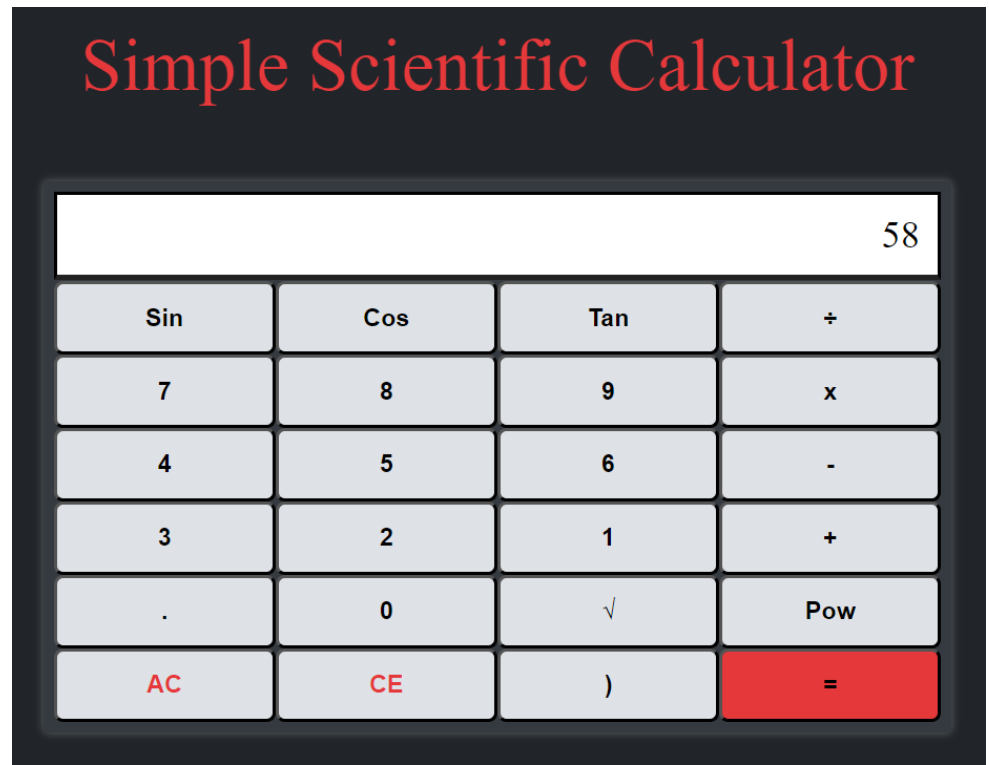 Simple Scientific Calculator
58
Sin Cos Tan ÷
7 8 9 x
4 5 6 -
3 2 1 +
. 0 √ Pow
AC CE ) =